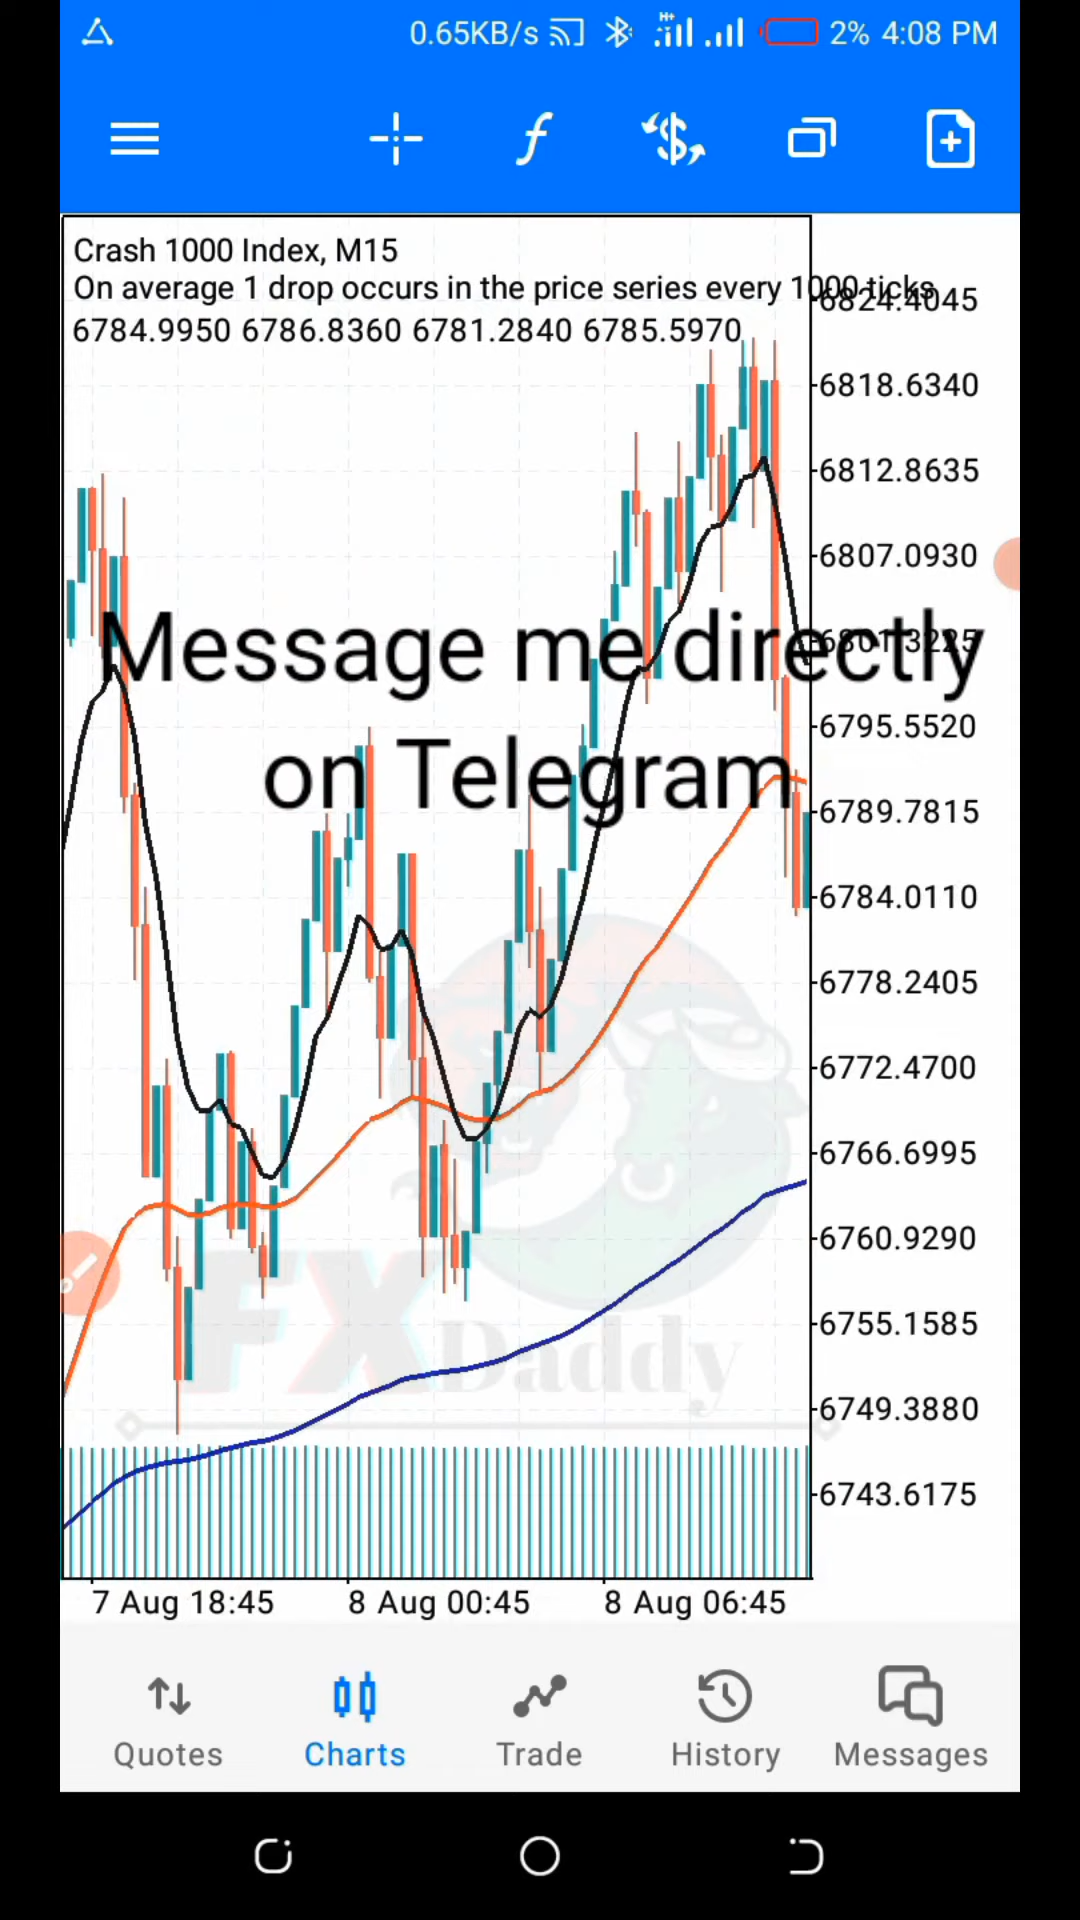 0.65KB/s H+ 2% 4:08 PM
Crash 1000 Index, M15
On average 1 drop occurs in the price series every 1000 ticks
6784.9950 6786.8360 6781.2840 6785.5970
6824.4045
6818.6340
6812.8635
6807.0930
Message me directly
6801.3225
6795.5520
on Telegram
6789.7815
6784.0110
6778.2405
6772.4700
6766.6995
6760.9290
FX Daddy
6755.1585
6749.3880
6743.6175
7 Aug 18:45 8 Aug 00:45 8 Aug 06:45
Quotes Charts Trade History Messages